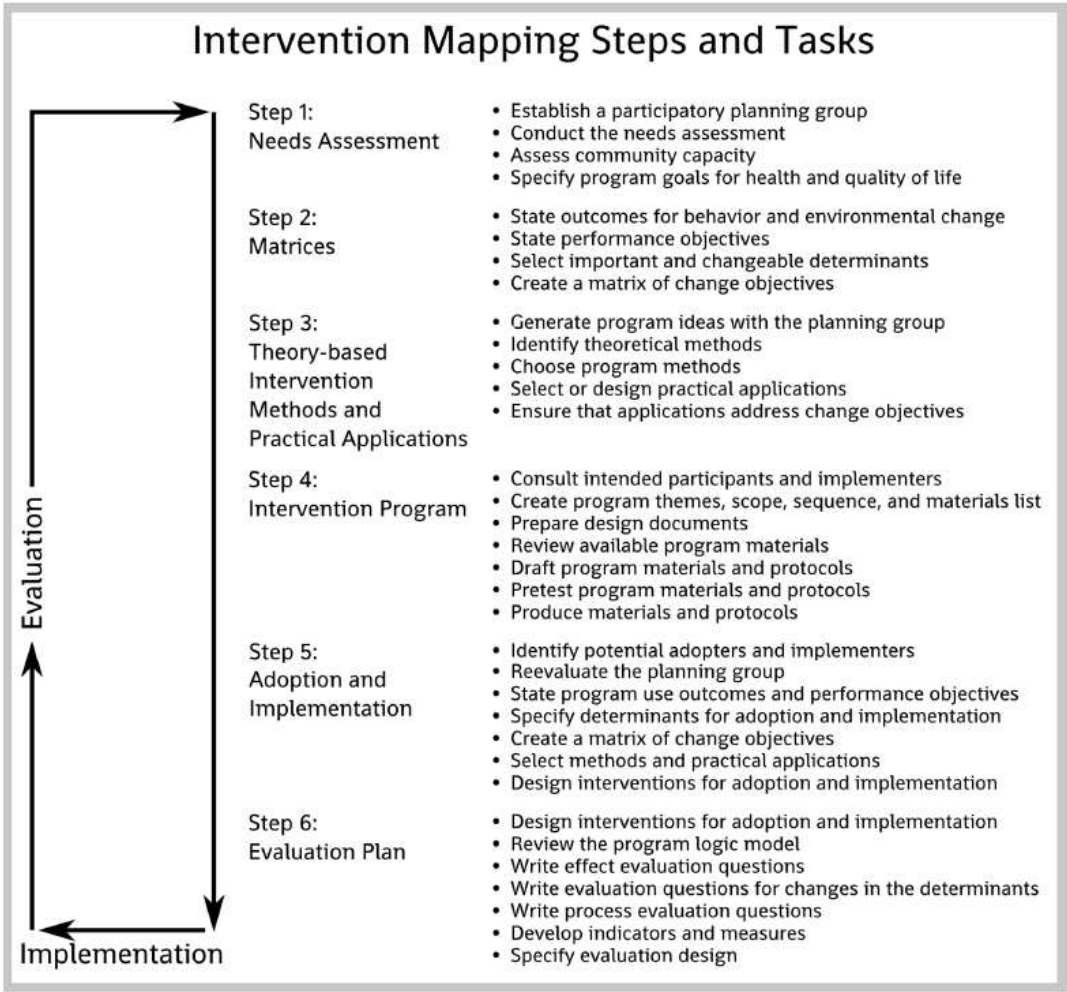 Intervention Mapping Steps and Tasks
Step 1:
Needs Assessment
• Establish a participatory planning group
• Conduct the needs assessment
• Assess community capacity
• Specify program goals for health and quality of life
Step 2:
Matrices
• State outcomes for behavior and environmental change
• State performance objectives
• Select important and changeable determinants
• Create a matrix of change objectives
Step 3:
Theory-based
Intervention
Methods and
Practical Applications
• Generate program ideas with the planning group
• Identify theoretical methods
• Choose program methods
• Select or design practical applications
• Ensure that applications address change objectives
Step 4:
Intervention Program
• Consult intended participants and implementers
• Create program themes, scope, sequence, and materials list
• Prepare design documents
• Review available program materials
• Draft program materials and protocols
• Pretest program materials and protocols
• Produce materials and protocols
Step 5:
Adoption and
Implementation
• Identify potential adopters and implementers
• Reevaluate the planning group
• State program use outcomes and performance objectives
• Specify determinants for adoption and implementation
• Create a matrix of change objectives
• Select methods and practical applications
• Design interventions for adoption and implementation
Step 6:
Evaluation Plan
• Design interventions for adoption and implementation
• Review the program logic model
• Write effect evaluation questions
• Write evaluation questions for changes in the determinants
• Write process evaluation questions
• Develop indicators and measures
• Specify evaluation design
Evaluation
Implementation